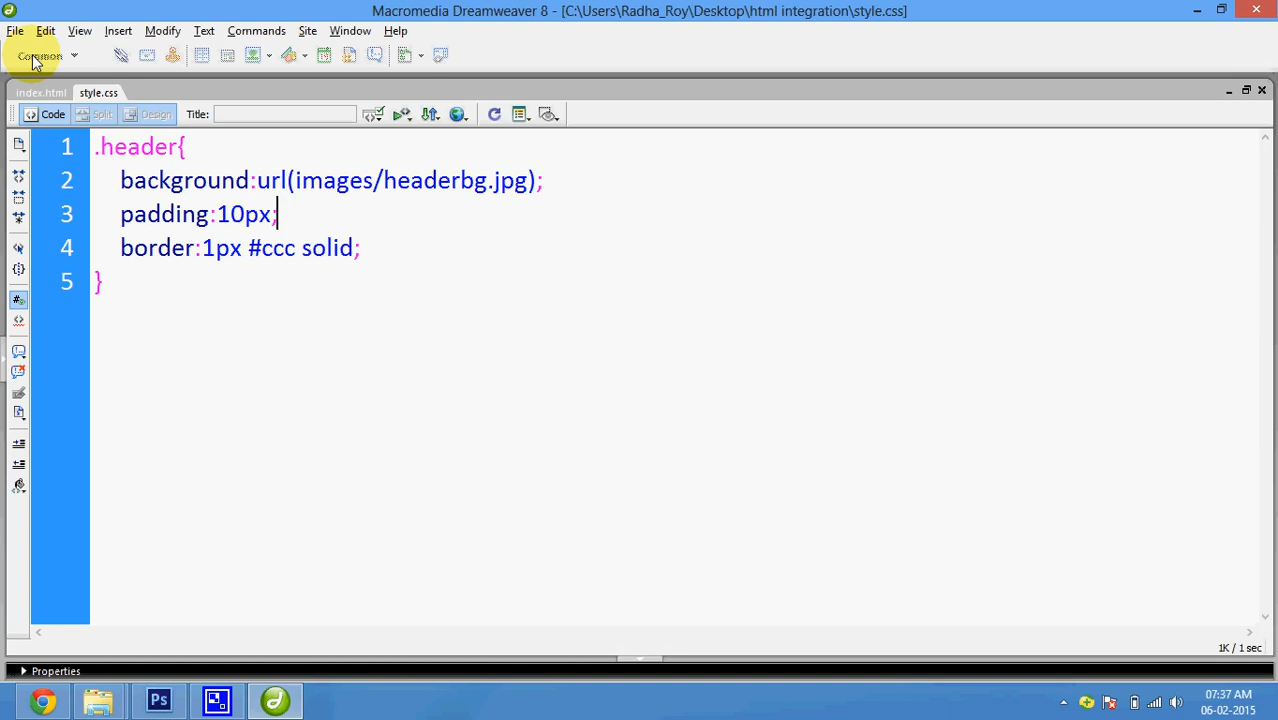 Macromedia Dreamweaver 8 - [C:\Users\Radha_Roy\Desktop\html integration\style.css]
File Edit View Insert Modify Text Commands Site Window Help
Common
index.html style.css
Code Split Design Title:
1 .header{
2 background:url(images/headerbg.jpg);
3 padding:10px;
4 border:1px #ccc solid;
5 }
1K / 1 sec
Properties
Ps
07:37 AM
06-02-2015